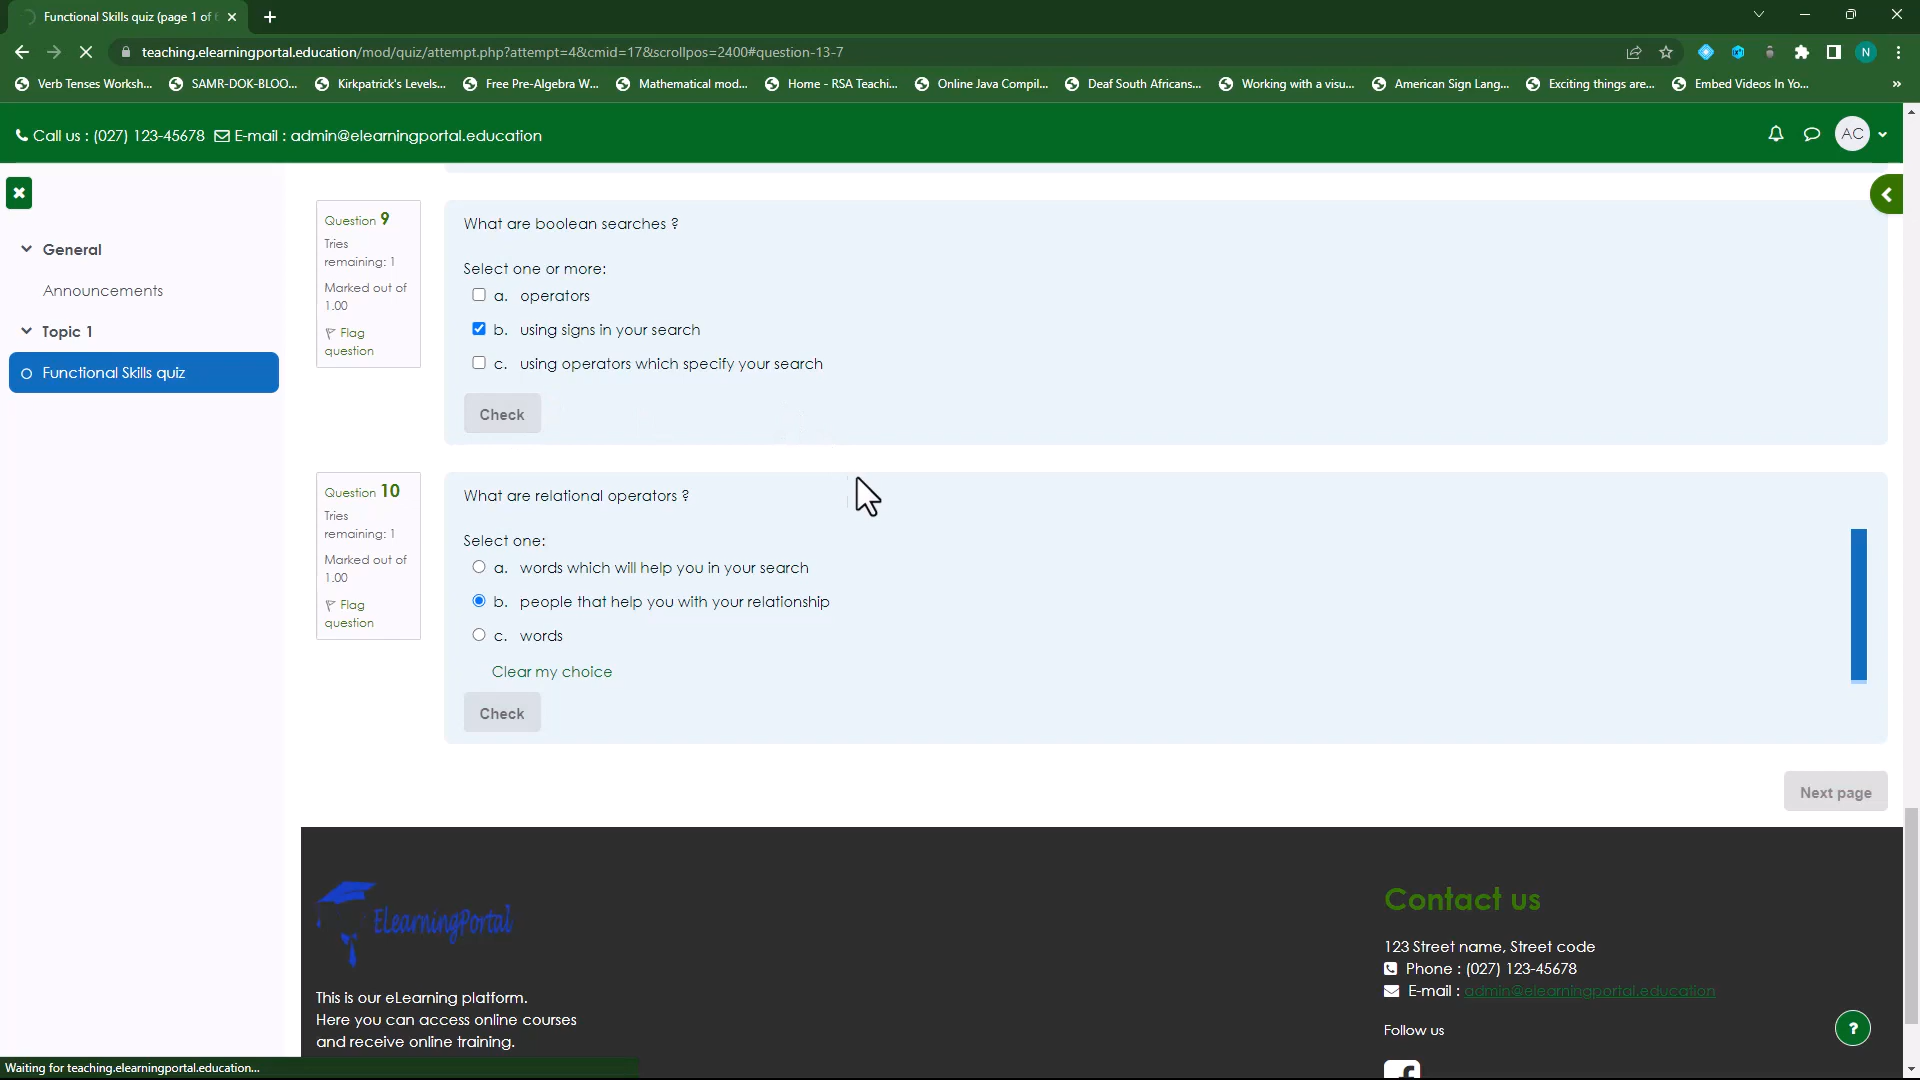 Functional Skills quiz (page 1 of
teaching.elearningportal.education/mod/quiz/attempt.php?attempt=4&cmid=17&scrollpos=2400#question-13-7
N
Verb Tenses Worksh...
SAMR-DOK-BLOO...
Kirkpatrick's Levels...
Free Pre-Algebra W...
Mathematical mod...
Home - RSA Teachi...
Online Java Compil...
Deaf South Africans...
Working with a visu...
American Sign Lang...
Exciting things are...
Embed Videos In Yo...
Call us : (027) 123-45678 E-mail : admin@elearningportal.education
AC
General
Announcements
Topic 1
Functional Skills quiz
Question 9
Tries
remaining: 1
Marked out of
1.00
Flag
question
What are boolean searches ?
Select one or more:
a. operators
b. using signs in your search
c. using operators which specify your search
Check
Question 10
Tries
remaining: 1
Marked out of
1.00
Flag
question
What are relational operators ?
Select one:
a. words which will help you in your search
b. people that help you with your relationship
c. words
Clear my choice
Check
Next page
ELearningPortal
This is our eLearning platform.
Here you can access online courses
and receive online training.
Contact us
123 Street name, Street code
Phone : (027) 123-45678
E-mail : admin@elearningportal.education
Follow us
?
Waiting for teaching.elearningportal.education...